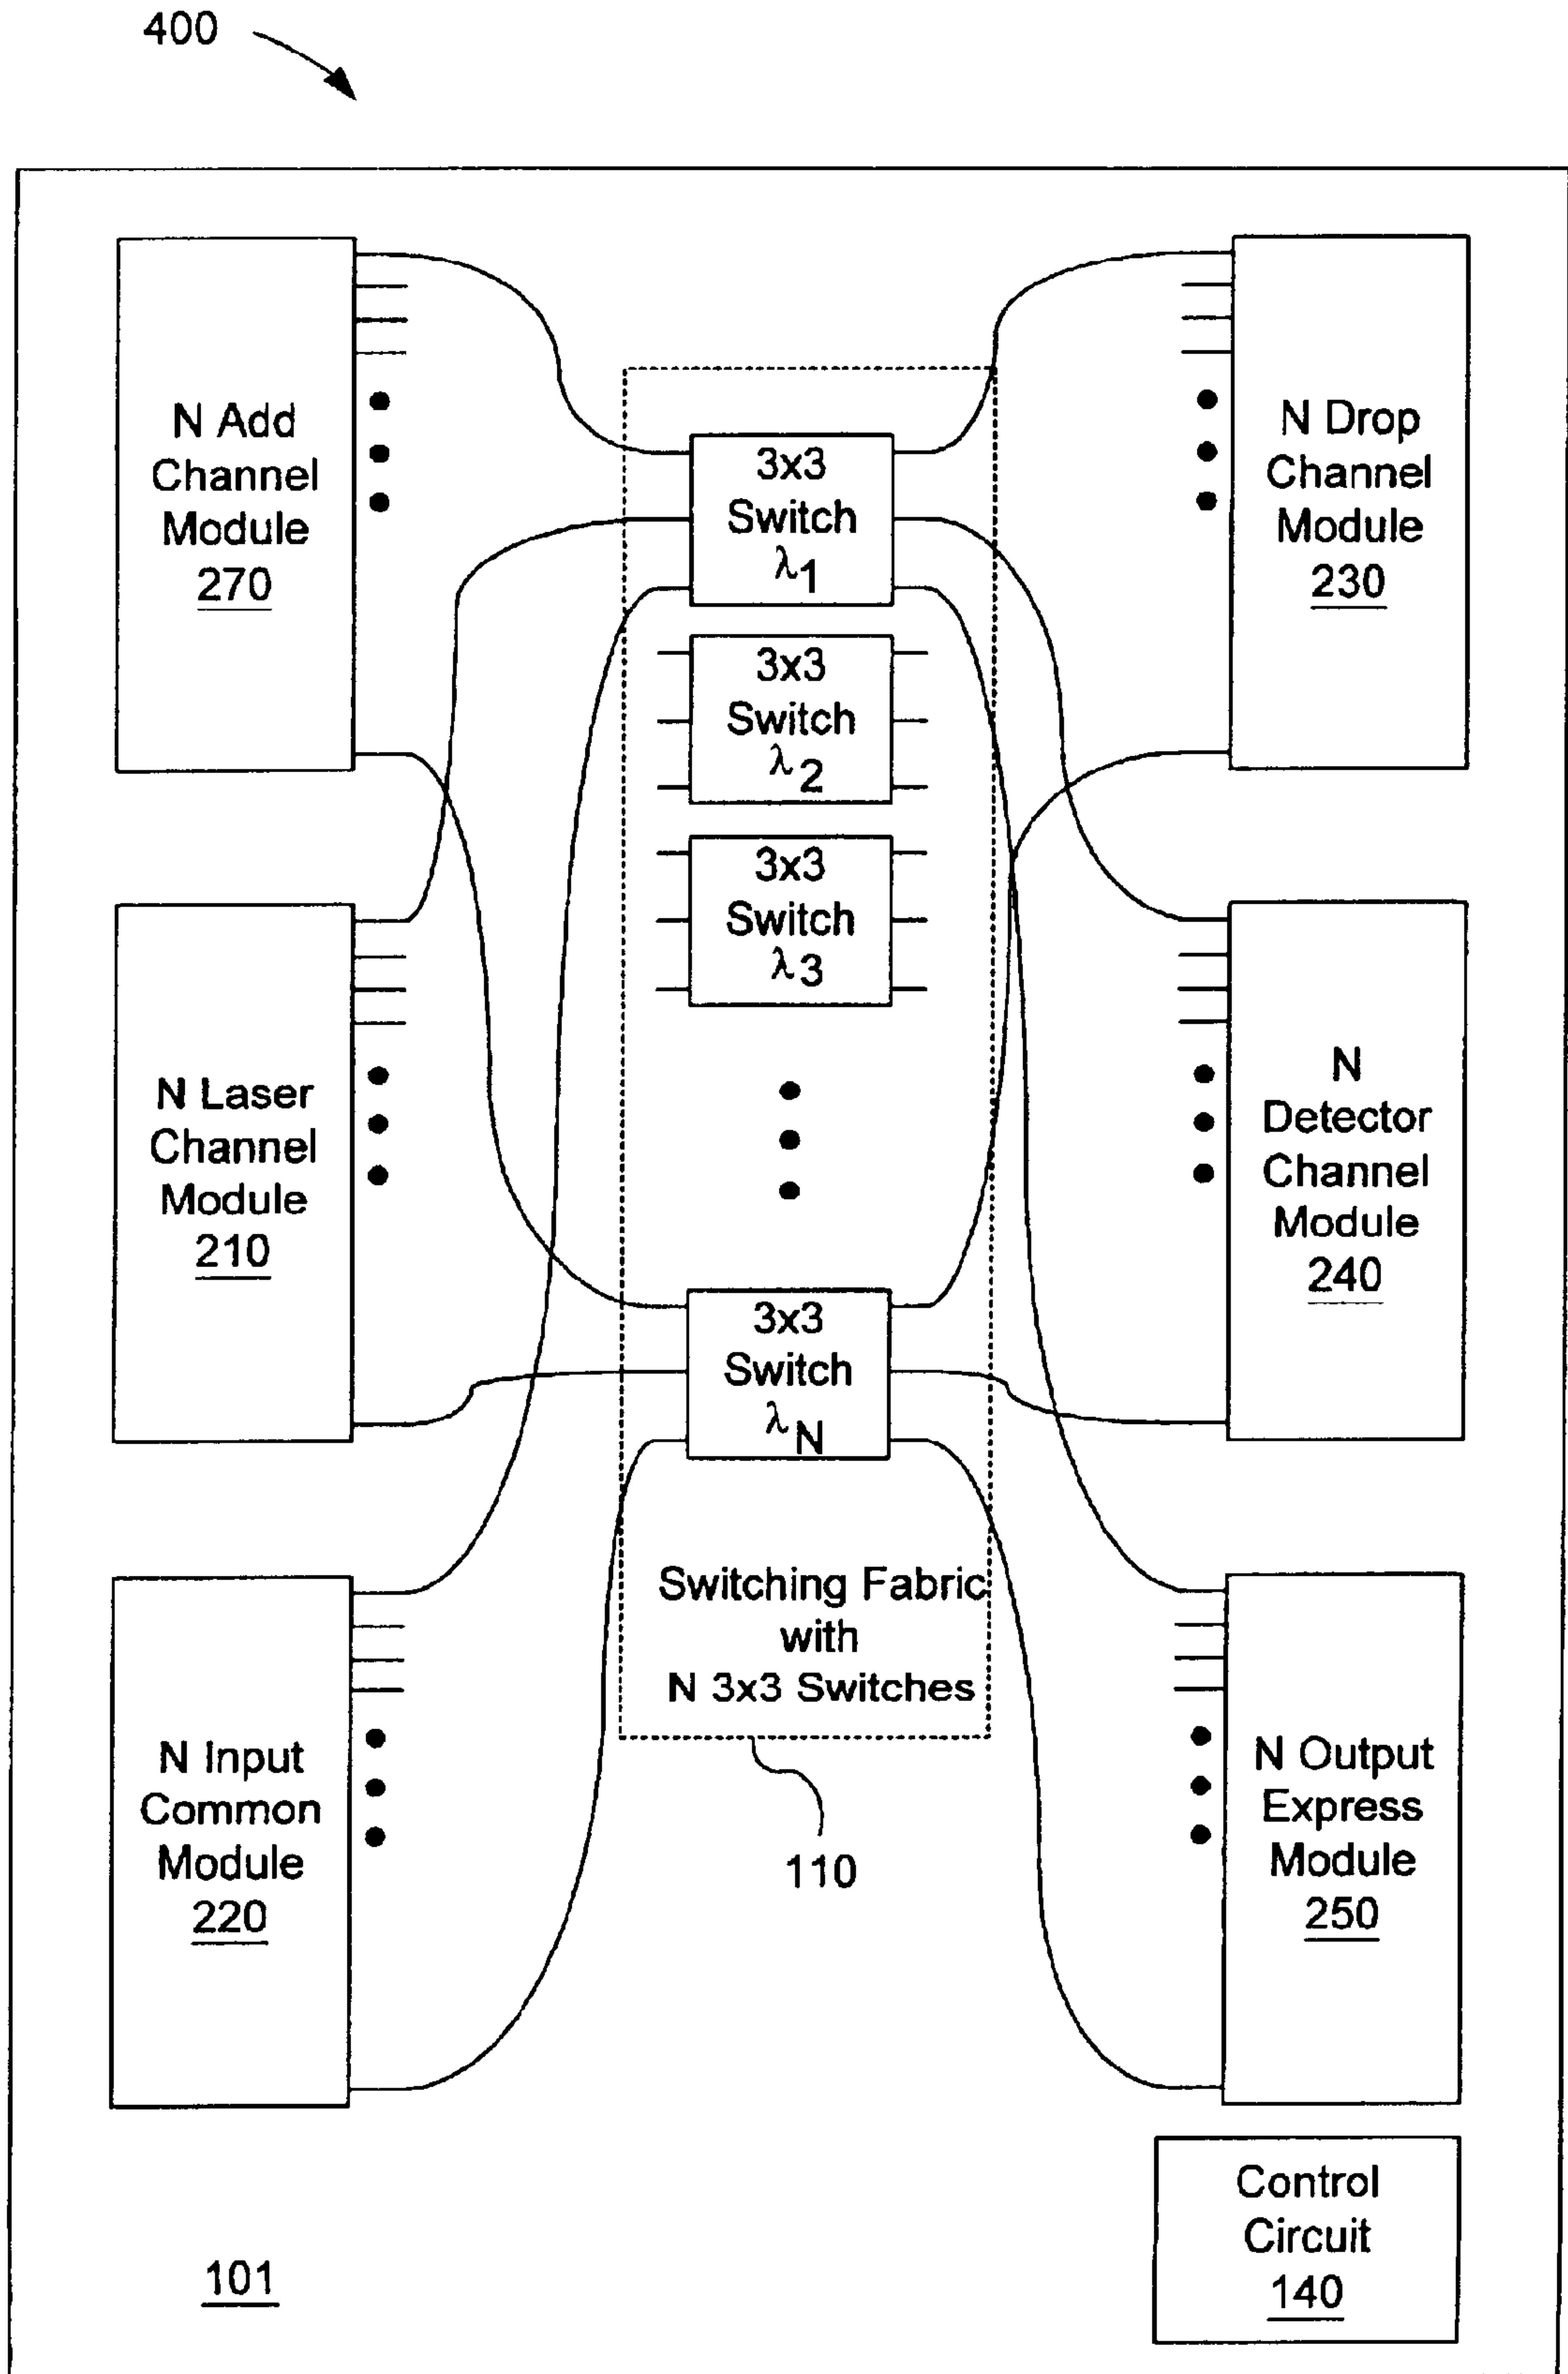 400
N Add
Channel
Module
270
3x3
Switch
λ1
N Drop
Channel
Module
230
3x3
Switch
λ2
3x3
Switch
λ3
N Laser
Channel
Module
210
N
Detector
Channel
Module
240
3x3
Switch
λN
Switching Fabric
with
N 3x3 Switches
110
N Input
Common
Module
220
N Output
Express
Module
250
Control
Circuit
140
101